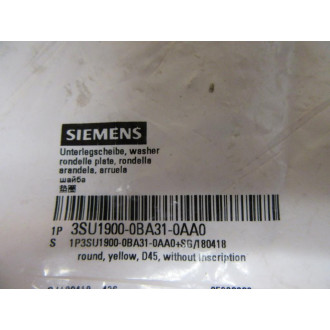 SIEMENS
Unterlegscheibe, washer
rondelle plate, rondella
arandela, arruela
шайба
垫圈
1P 3SU1900-0BA31-0AA0
S 1P3SU1900-0BA31-0AA0+SG/180418
round, yellow, D45, without inscription